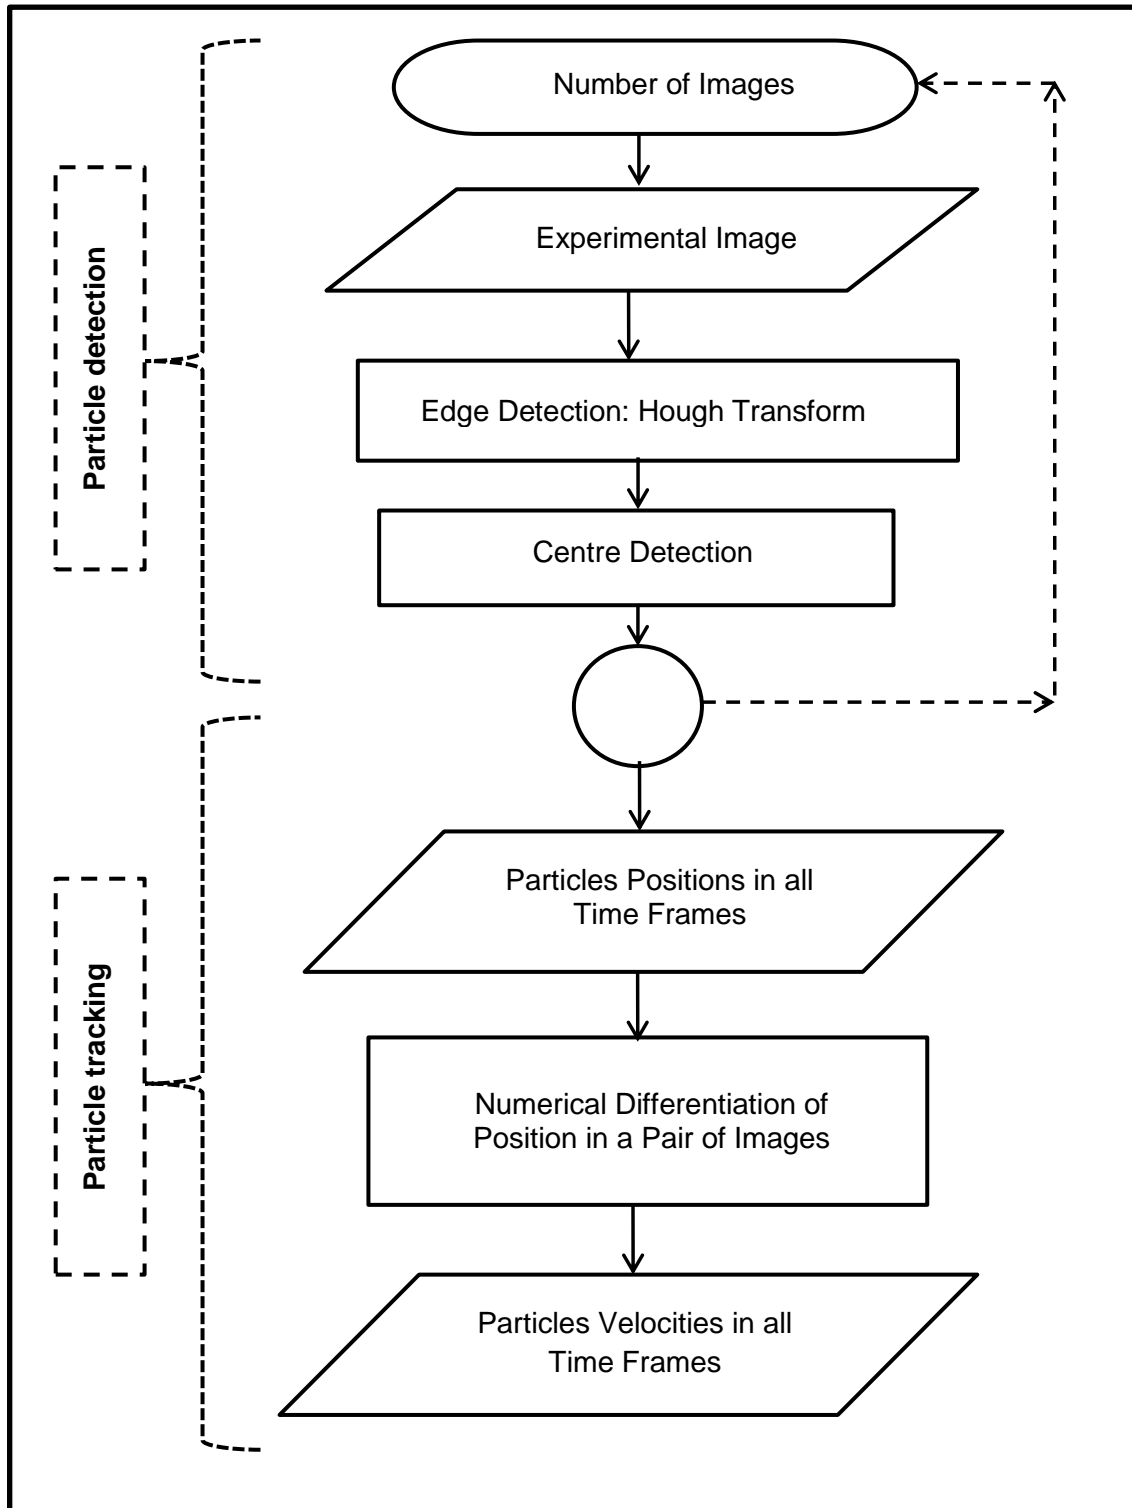 Number of Images
Experimental Image
Particle detection
Edge Detection: Hough Transform
Centre Detection
Particles Positions in all
Time Frames
Particle tracking
Numerical Differentiation of
Position in a Pair of Images
Particles Velocities in all
Time Frames